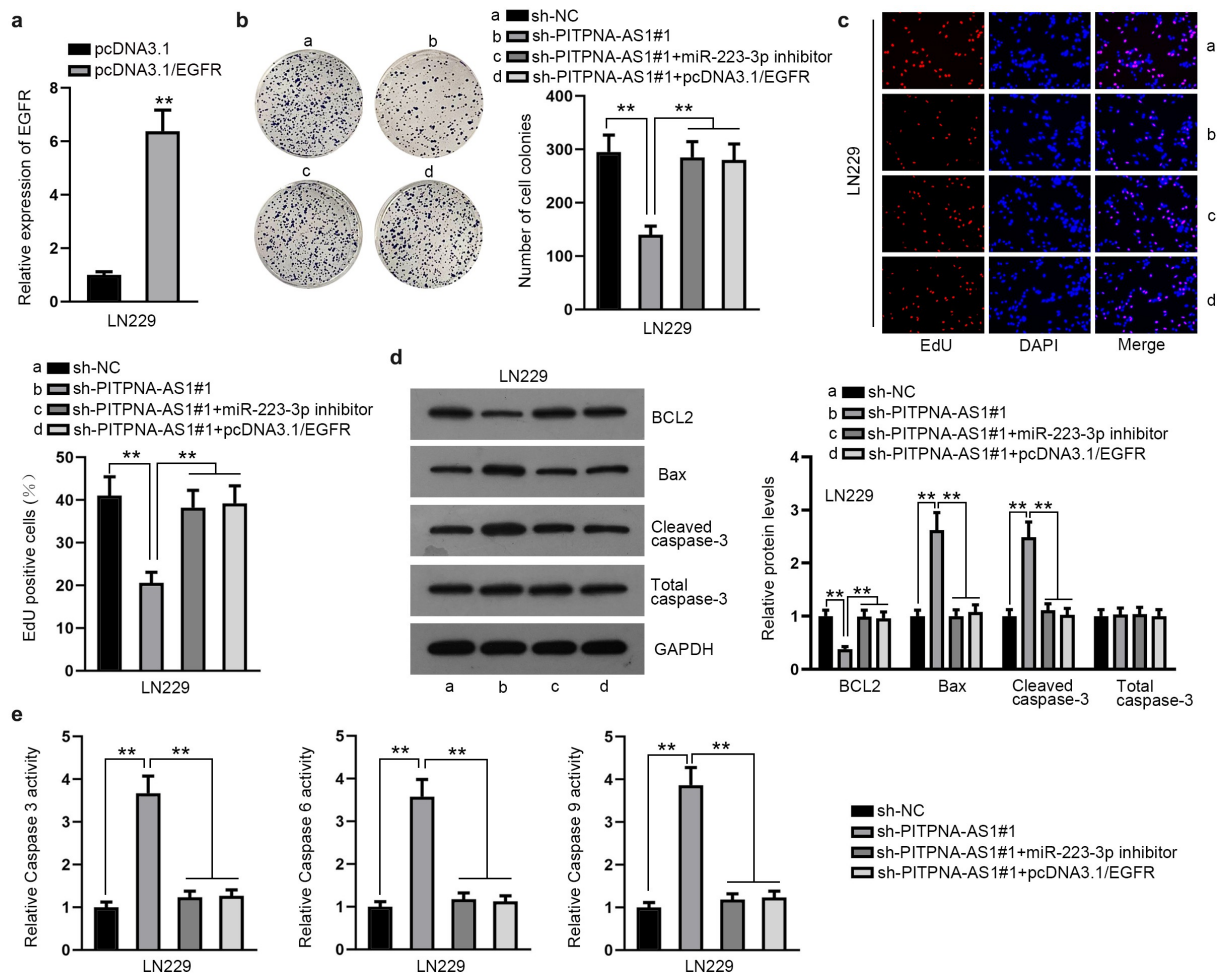 a
pcDNA3.1
pcDNA3.1/EGFR
Relative expression of EGFR
8
6
4
2
0
**
LN229
b
a
b
c
d
a sh-NC
b sh-PITPNA-AS1#1
c sh-PITPNA-AS1#1+miR-223-3p inhibitor
d sh-PITPNA-AS1#1+pcDNA3.1/EGFR
Number of cell colonies
400
300
200
100
0
** **
LN229
c
LN229
a
b
c
d
EdU DAPI Merge
a sh-NC
b sh-PITPNA-AS1#1
c sh-PITPNA-AS1#1+miR-223-3p inhibitor
d sh-PITPNA-AS1#1+pcDNA3.1/EGFR
EdU positive cells (%)
50
40
30
20
10
0
** **
LN229
d
LN229
BCL2
Bax
Cleaved
caspase-3
Total
caspase-3
GAPDH
a b c d
a sh-NC
b sh-PITPNA-AS1#1
c sh-PITPNA-AS1#1+miR-223-3p inhibitor
d sh-PITPNA-AS1#1+pcDNA3.1/EGFR
Relative protein levels
4
3
2
1
0
LN229
** **
** **
** **
BCL2 Bax Cleaved Total
caspase-3 caspase-3
e
Relative Caspase 3 activity
5
4
3
2
1
0
** **
LN229
Relative Caspase 6 activity
5
4
3
2
1
0
** **
LN229
Relative Caspase 9 activity
5
4
3
2
1
0
** **
LN229
sh-NC
sh-PITPNA-AS1#1
sh-PITPNA-AS1#1+miR-223-3p inhibitor
sh-PITPNA-AS1#1+pcDNA3.1/EGFR